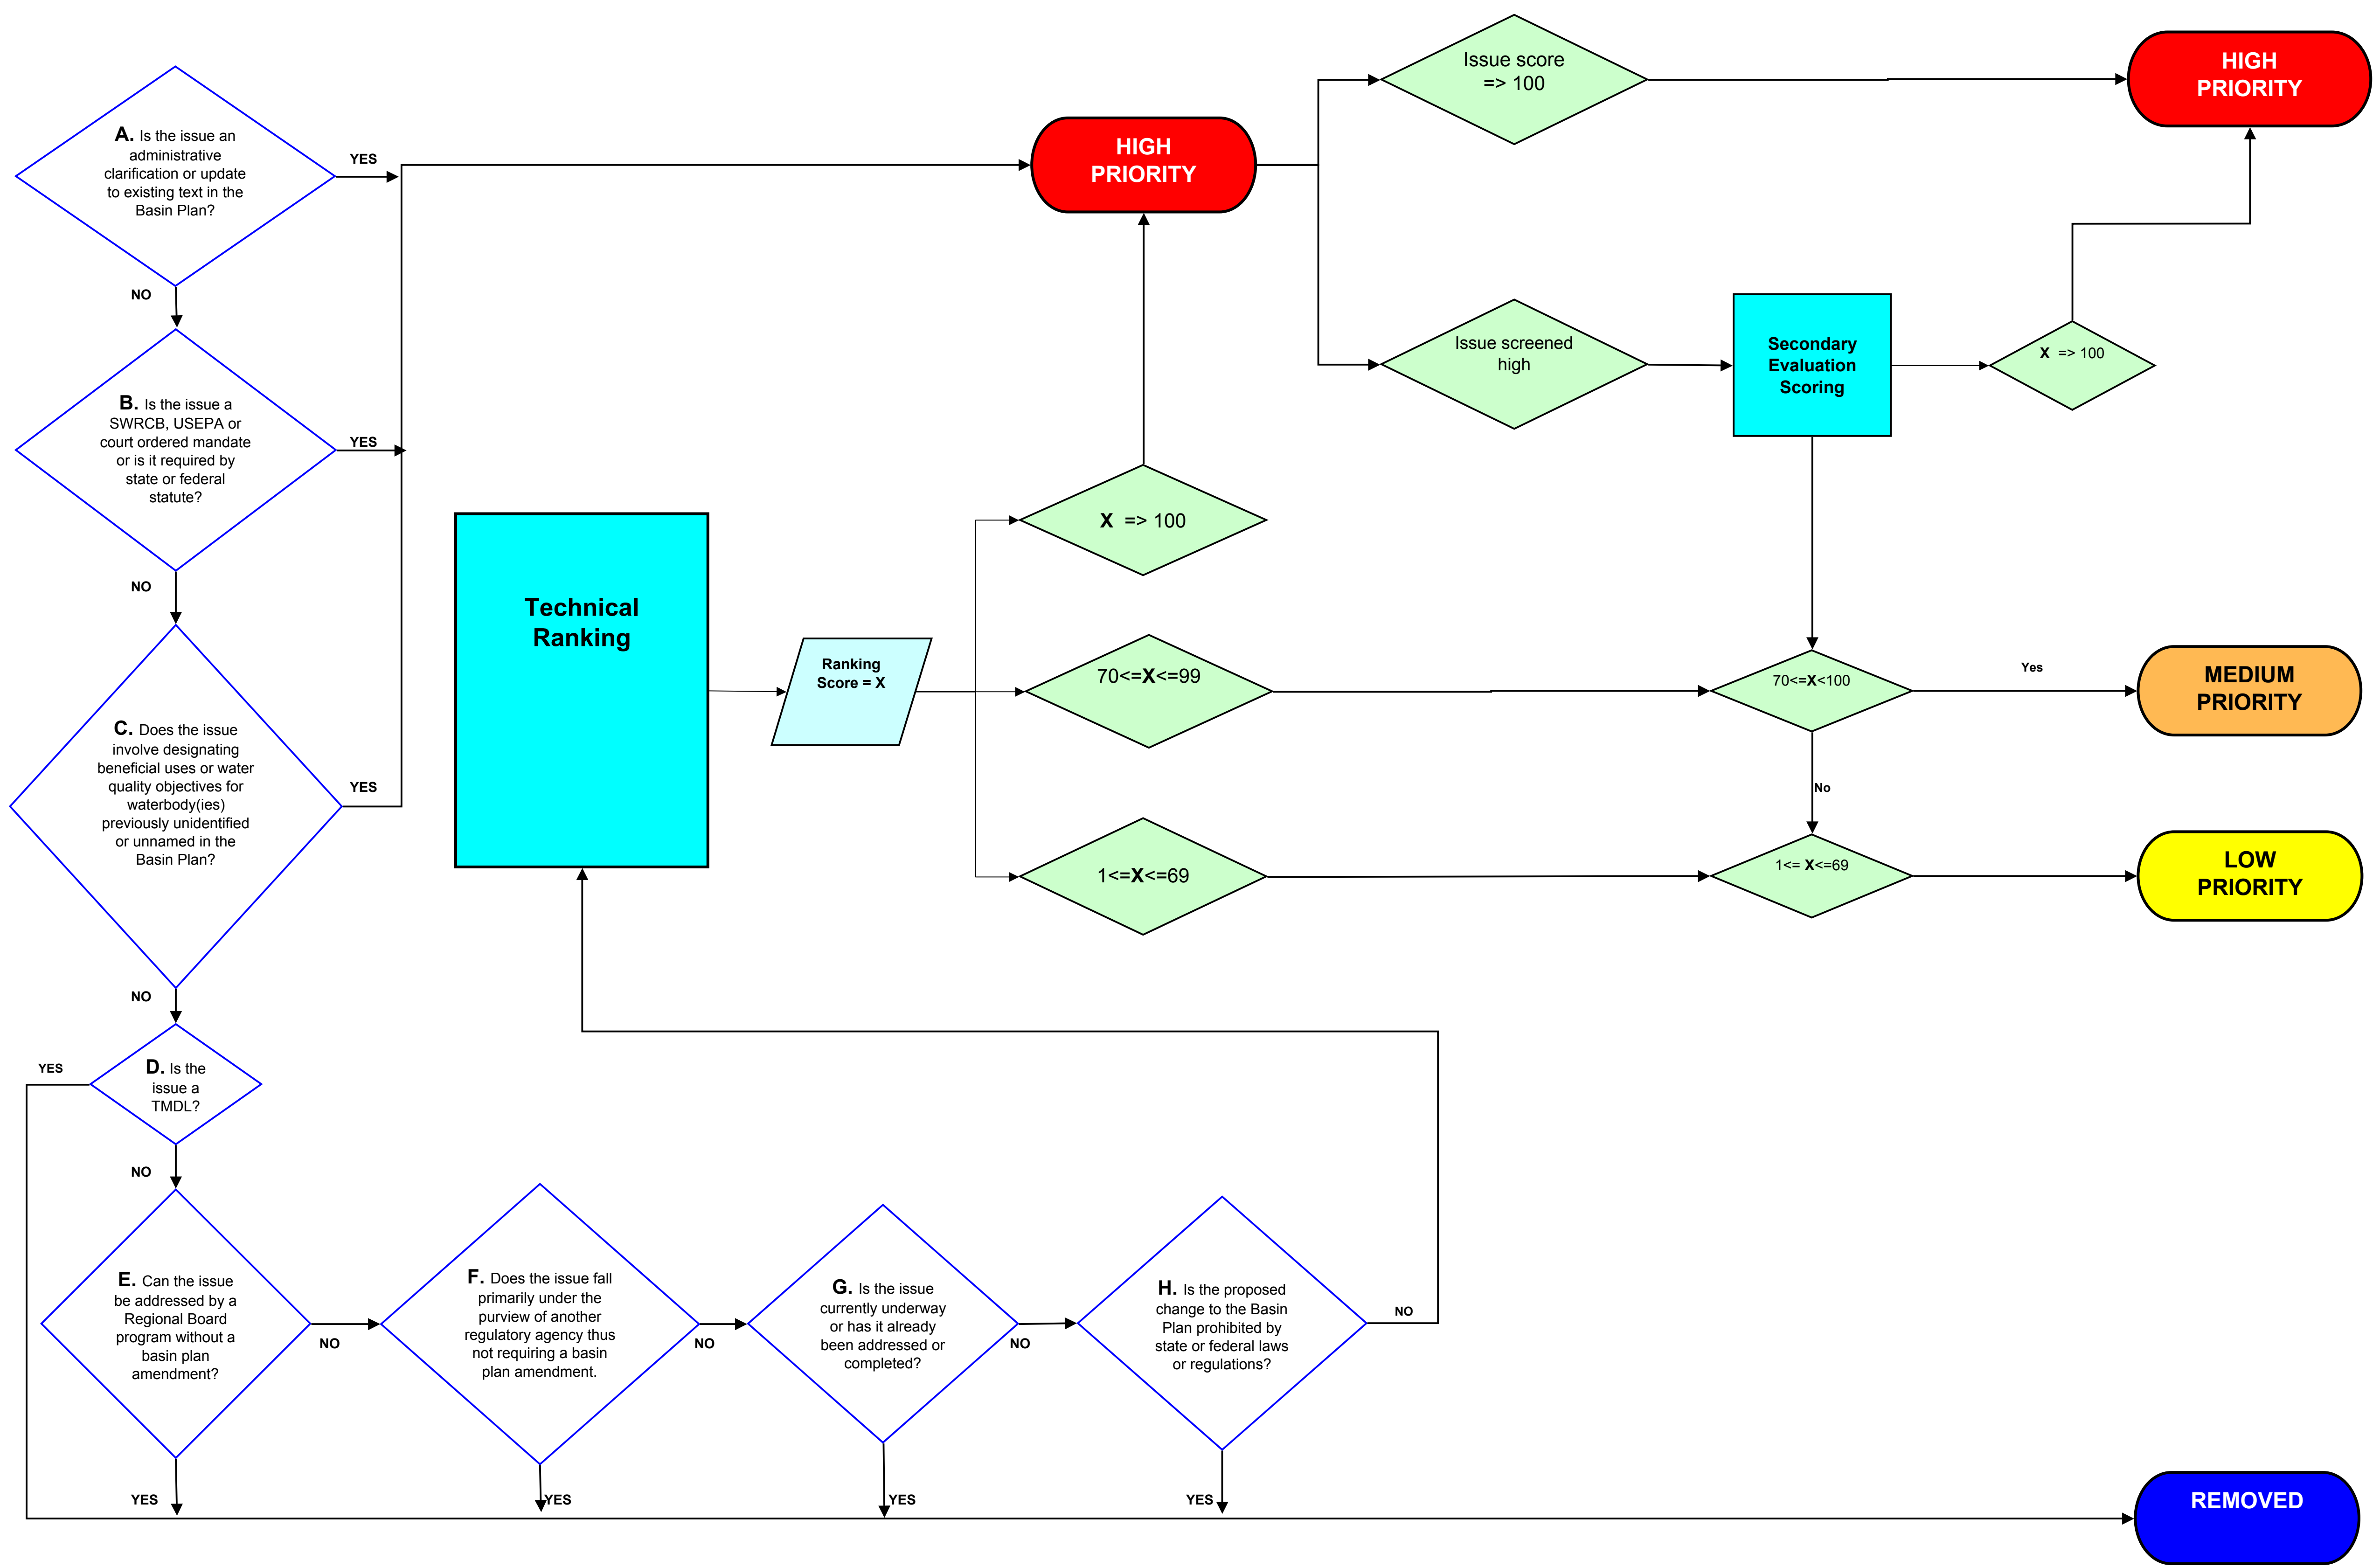 A. Is the issue an
administrative
clarification or update
to existing text in the
Basin Plan?
YES
NO
B. Is the issue a
SWRCB, USEPA or
court ordered mandate
or is it required by
state or federal
statute?
YES
NO
C. Does the issue
involve designating
beneficial uses or water
quality objectives for
waterbody(ies)
previously unidentified
or unnamed in the
Basin Plan?
YES
NO
D. Is the
issue a
TMDL?
YES
NO
E. Can the issue
be addressed by a
Regional Board
program without a
basin plan
amendment?
NO
YES
F. Does the issue fall
primarily under the
purview of another
regulatory agency thus
not requiring a basin
plan amendment.
NO
YES
G. Is the issue
currently underway
or has it already
been addressed or
completed?
NO
YES
H. Is the proposed
change to the Basin
Plan prohibited by
state or federal laws
or regulations?
NO
YES
Technical
Ranking
Ranking
Score = X
X => 100
70<=X<=99
1<=X<=69
HIGH
PRIORITY
Issue score
=> 100
Issue screened
high
Secondary
Evaluation
Scoring
X => 100
HIGH
PRIORITY
70<=X<100
Yes
MEDIUM
PRIORITY
No
1<= X<=69
LOW
PRIORITY
REMOVED